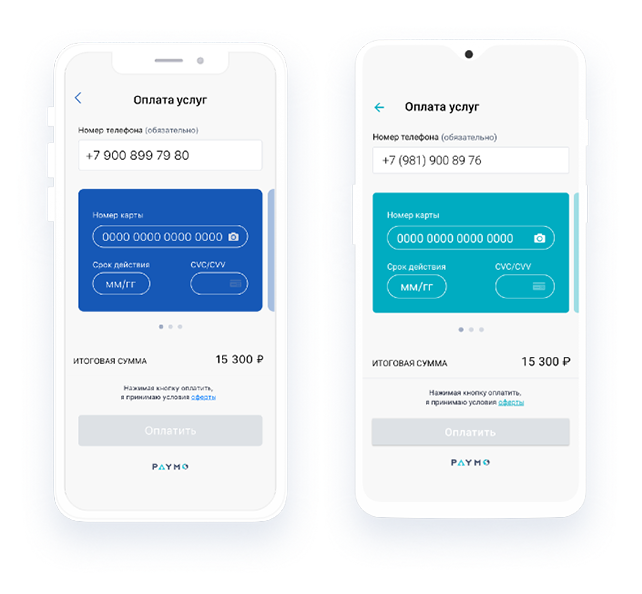 Оплата услуг
Номер телефона (обязательно)
+7 900 899 79 80
Номер карты
0000 0000 0000 0000
Срок действия CVC/CVV
мм/гг
ИТОГОВАЯ СУММА 15 300 ₽
Нажимая кнопку оплатить,
я принимаю условия оферты
Оплатить
PAYMO
Оплата услуг
Номер телефона (обязательно)
+7 (981) 900 89 76
Номер карты
0000 0000 0000 0000
Срок действия CVC/CVV
мм/гг
ИТОГОВАЯ СУММА 15 300 ₽
Нажимая кнопку оплатить,
я принимаю условия оферты
Оплатить
PAYMO